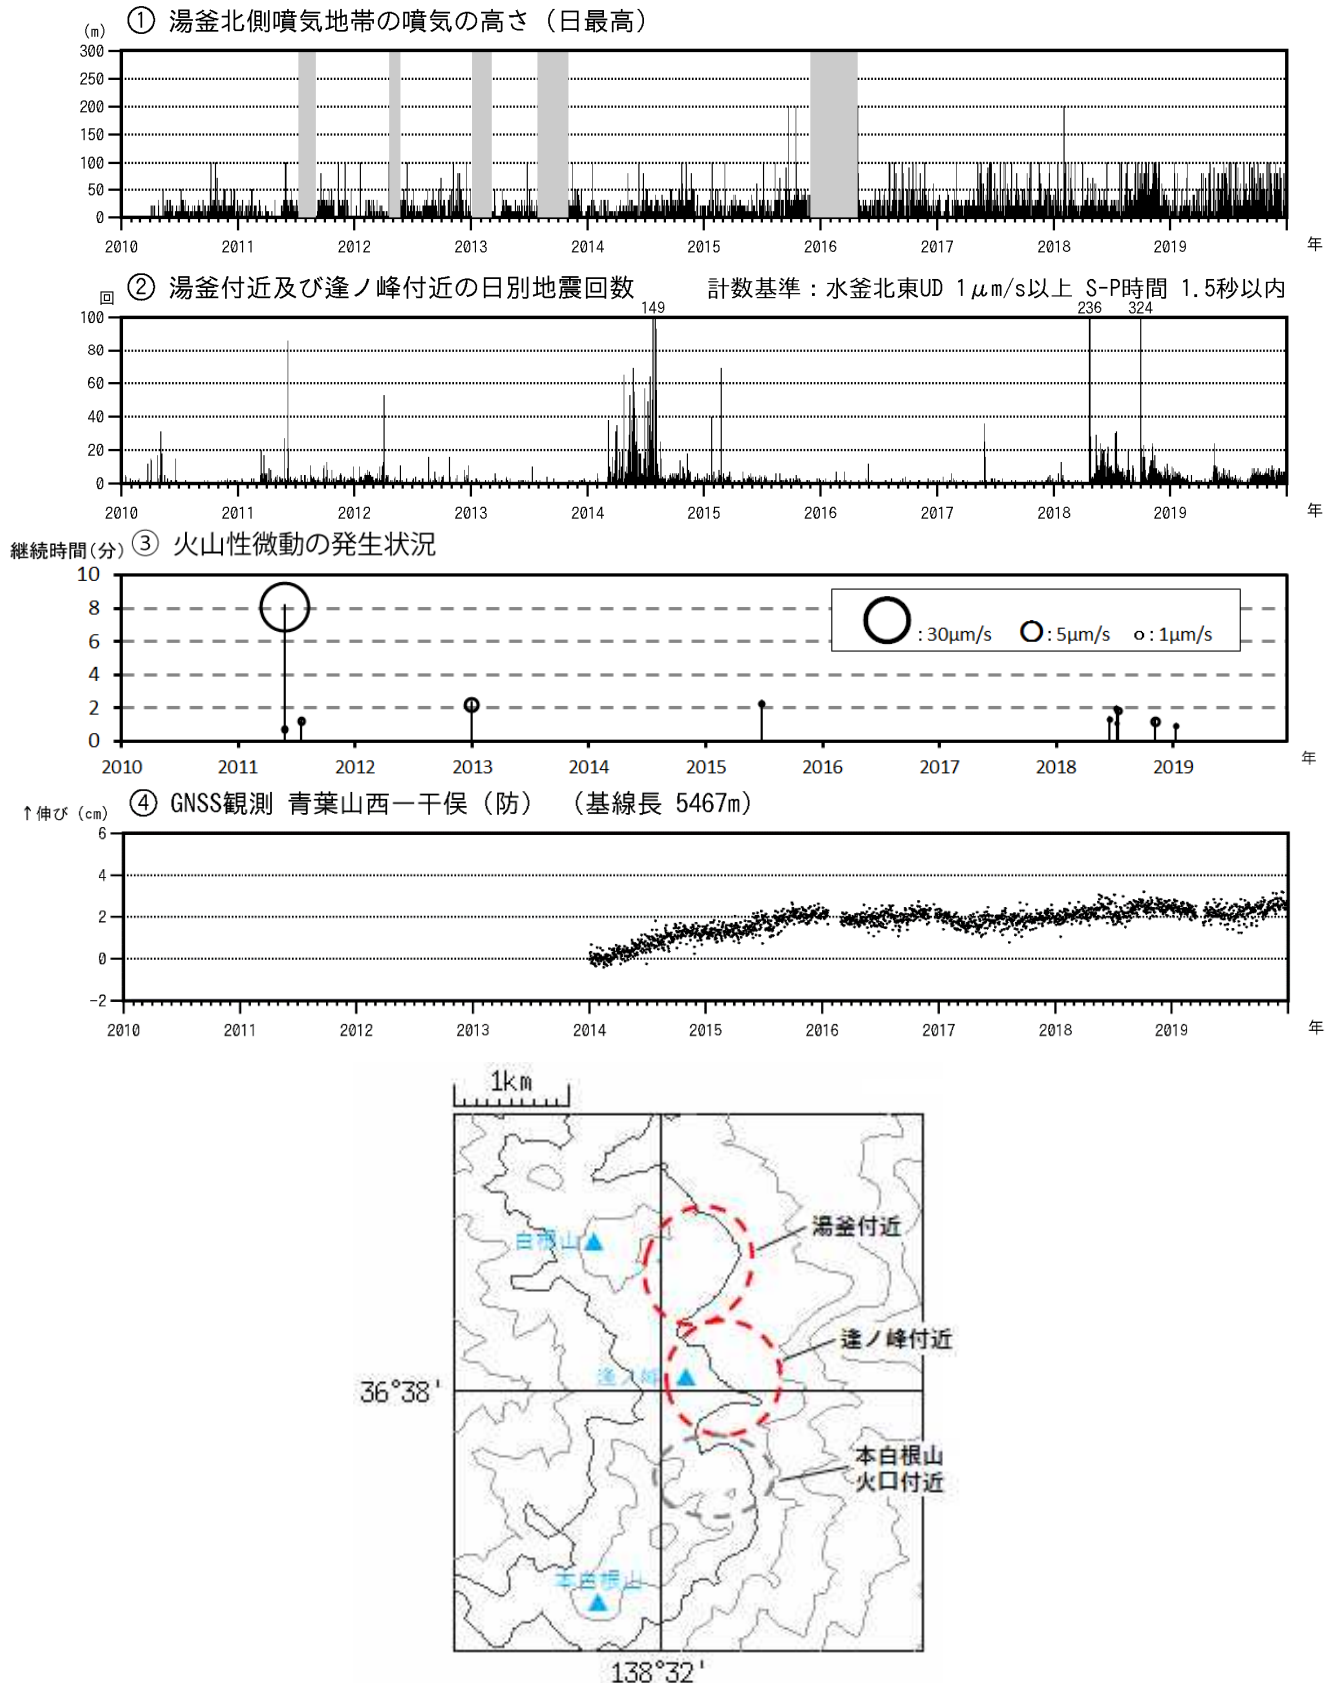 ① 湯釜北側噴気地帯の噴気の高さ（日最高）
(m)
300
250
200
150
100
50
0
2010 2011 2012 2013 2014 2015 2016 2017 2018 2019 年
② 湯釜付近及び逢ノ峰付近の日別地震回数 計数基準：水釜北東UD 1μm/s以上 S-P時間 1.5秒以内
回
149 236 324
100
80
60
40
20
0
2010 2011 2012 2013 2014 2015 2016 2017 2018 2019 年
継続時間(分) ③ 火山性微動の発生状況
10
8
6
4
2
0
: 30μm/s : 5μm/s : 1μm/s
2010 2011 2012 2013 2014 2015 2016 2017 2018 2019 年
↑伸び (cm) ④ GNSS観測 青葉山西－干俣（防） （基線長 5467m）
6
4
2
0
-2
2010 2011 2012 2013 2014 2015 2016 2017 2018 2019 年
1km
湯釜付近
白根山
逢ノ峰付近
逢ノ峰
36°38'
本白根山
火口付近
本白根山
138°32'